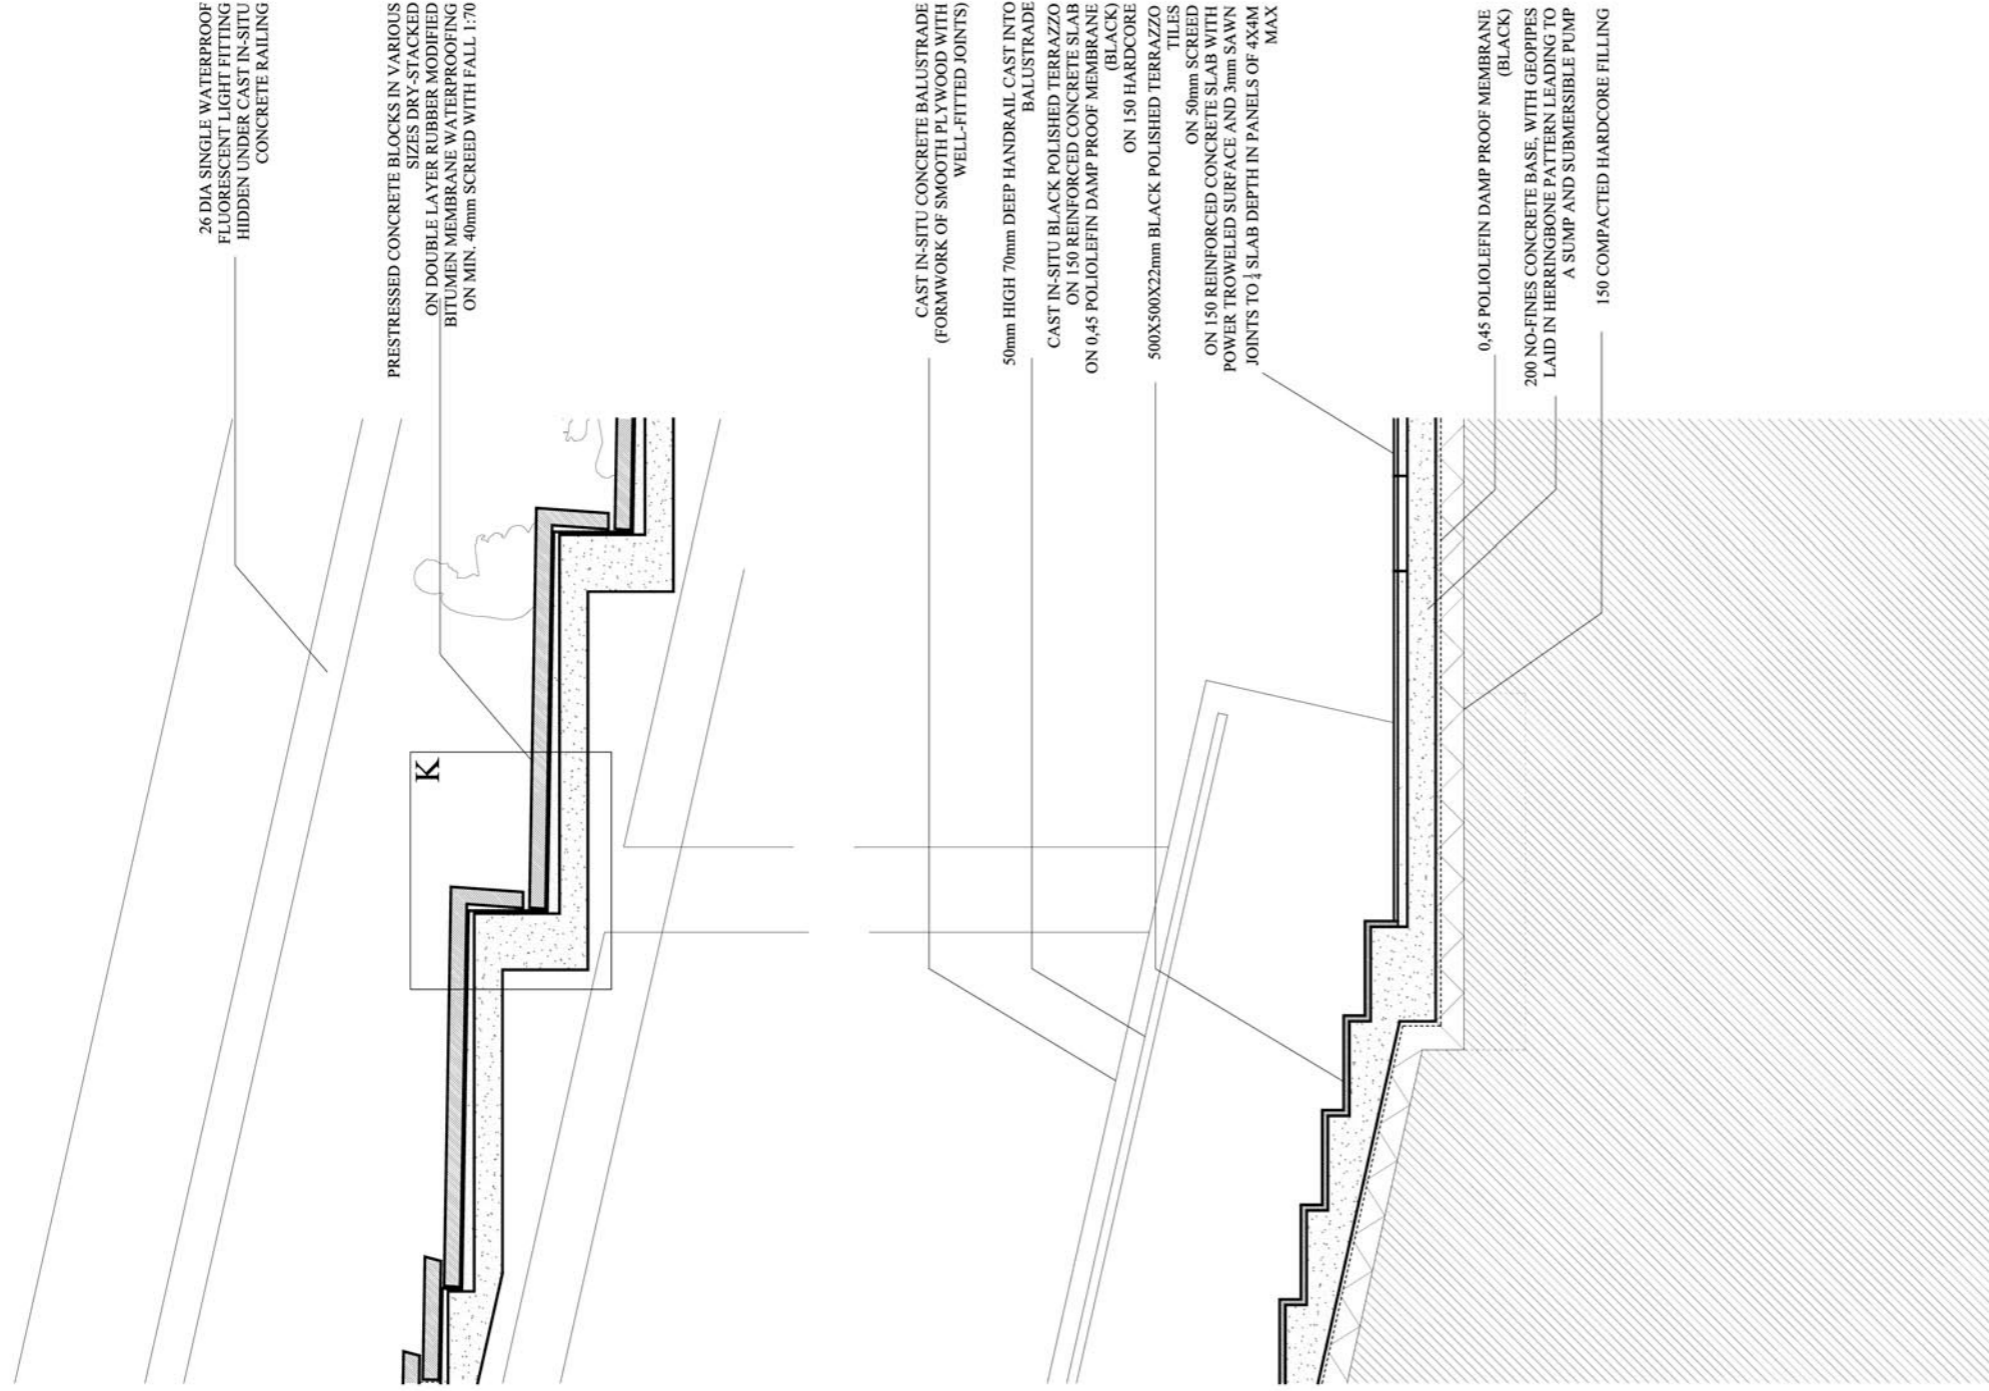 26 DIA SINGLE WATERPROOF
FLUORESCENT LIGHT FITTING
HIDDEN UNDER CAST IN-SITU
CONCRETE RAILING
PRESTRESSED CONCRETE BLOCKS IN VARIOUS
SIZES DRY-STACKED
ON DOUBLE LAYER RUBBER MODIFIED
BITUMEN MEMBRANE WATERPROOFING
ON MIN. 40mm SCREED WITH FALL 1:70
K
CAST IN-SITU CONCRETE BALUSTRADE
(FORMWORK OF SMOOTH PLYWOOD WITH
WELL-FITTED JOINTS)
50mm HIGH 70mm DEEP HANDRAIL CAST INTO
BALUSTRADE
CAST IN-SITU BLACK POLISHED TERRAZZO
ON 150 REINFORCED CONCRETE SLAB
ON 0,45 POLIOLEFIN DAMP PROOF MEMBRANE
(BLACK)
ON 150 HARDCORE
500X500X22mm BLACK POLISHED TERRAZZO
TILES
ON 50mm SCREED
ON 150 REINFORCED CONCRETE SLAB WITH
POWER TROWELED SURFACE AND 3mm SAWN
JOINTS TO ¼ SLAB DEPTH IN PANELS OF 4X4M
MAX
0,45 POLIOLEFIN DAMP PROOF MEMBRANE
(BLACK)
200 NO-FINES CONCRETE BASE, WITH GEOPIPES
LAID IN HERRINGBONE PATTERN LEADING TO
A SUMP AND SUBMERSIBLE PUMP
150 COMPACTED HARDCORE FILLING